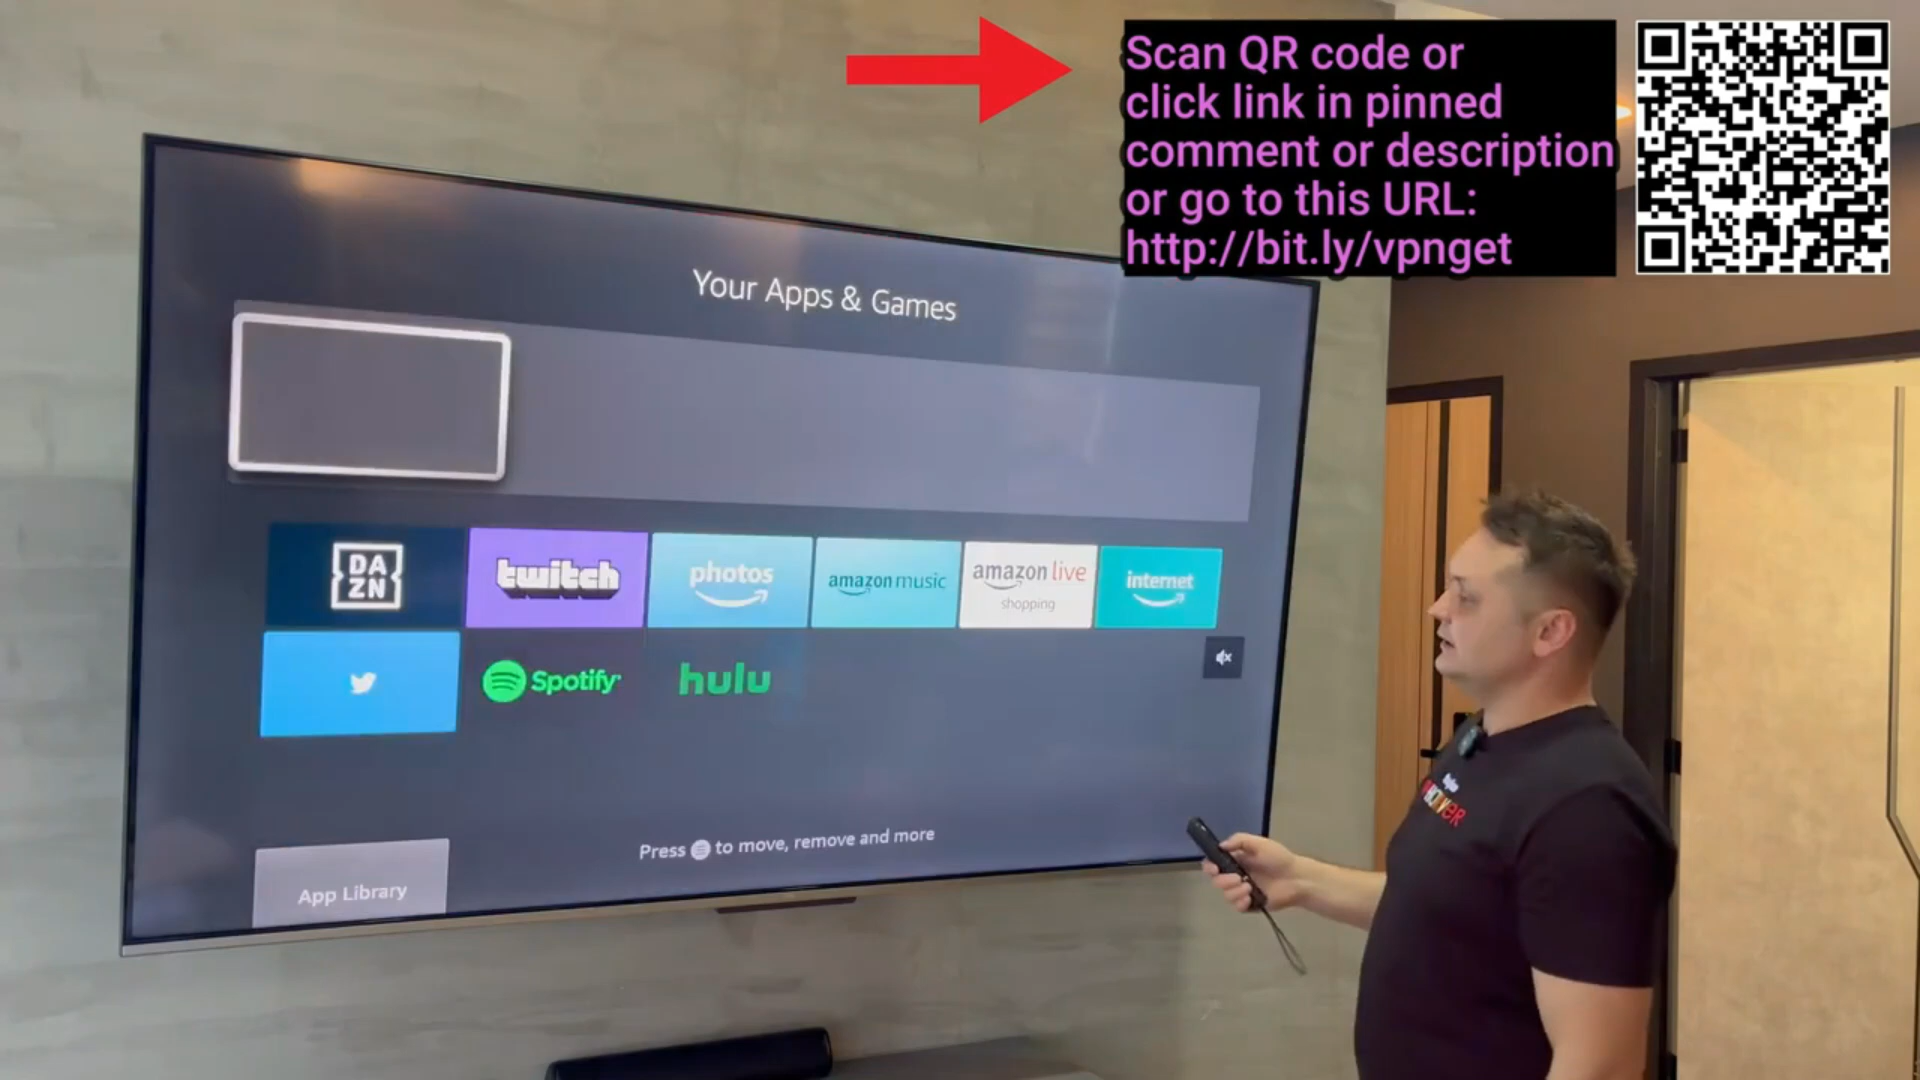 Scan QR code or
click link in pinned
comment or description
or go to this URL:
http://bit.ly/vpnget
Your Apps & Games
DAZN
twitch
photos
amazon music
amazon live
shopping
internet
Spotify
hulu
Press to move, remove and more
App Library